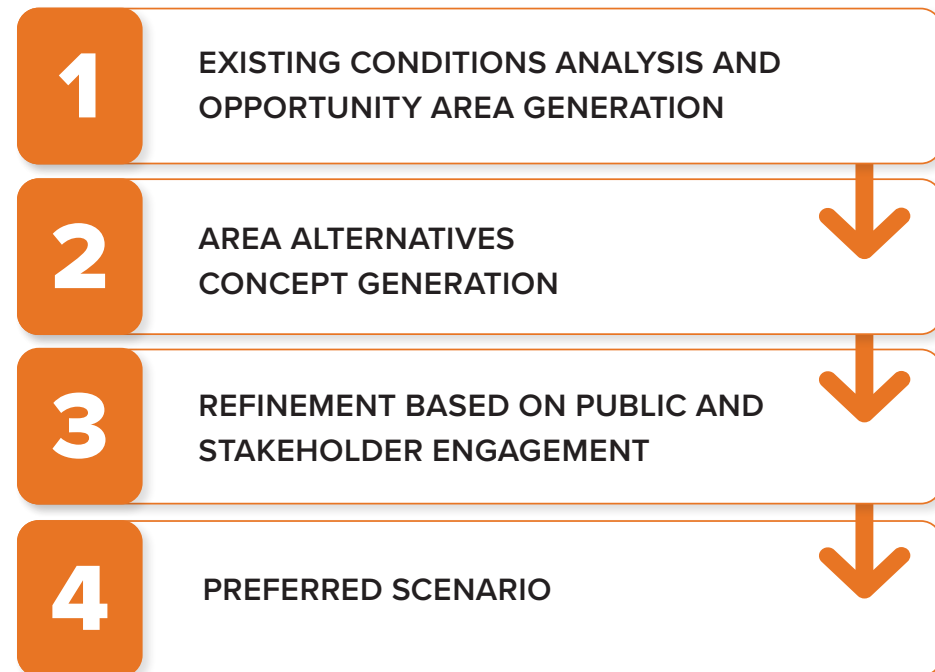 1
EXISTING CONDITIONS ANALYSIS AND
OPPORTUNITY AREA GENERATION
2
AREA ALTERNATIVES
CONCEPT GENERATION
3
REFINEMENT BASED ON PUBLIC AND
STAKEHOLDER ENGAGEMENT
4
PREFERRED SCENARIO